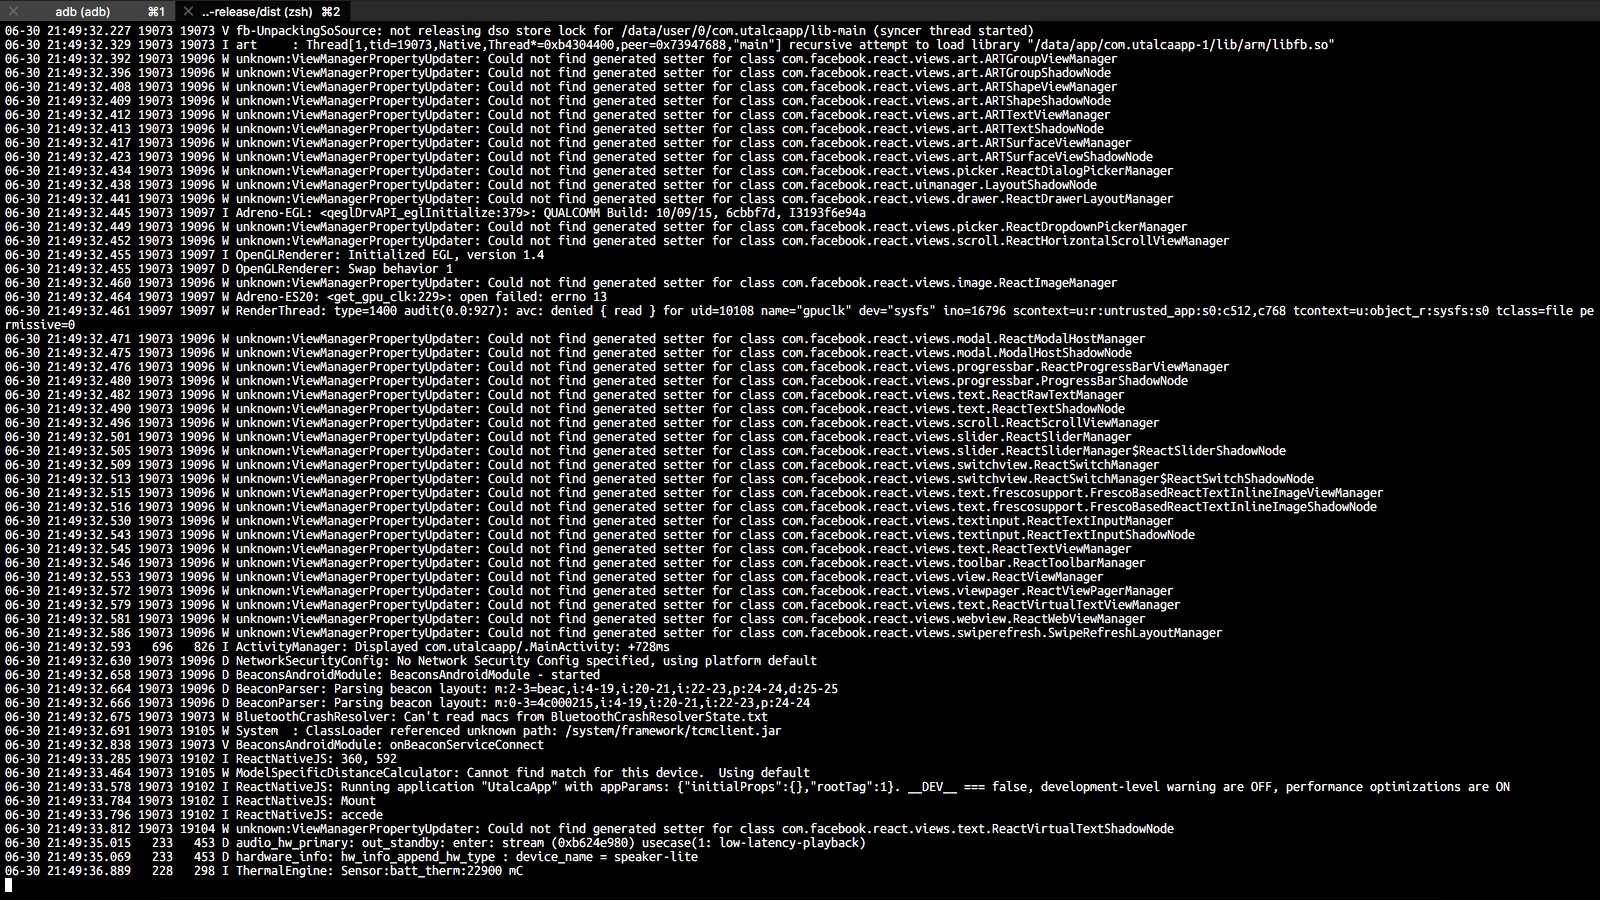 adb (adb) ⌘1 ..-release/dist (zsh) ⌘2
06-30 21:49:32.227 19073 19073 V fb-UnpackingSoSource: not releasing dso store lock for /data/user/0/com.utalcaapp/lib-main (syncer thread started)
06-30 21:49:32.329 19073 19073 I art     : Thread[1,tid=19073,Native,Thread*=0xb4304400,peer=0x73947688,"main"] recursive attempt to load library "/data/app/com.utalcaapp-1/lib/arm/libfb.so"
06-30 21:49:32.392 19073 19096 W unknown:ViewManagerPropertyUpdater: Could not find generated setter for class com.facebook.react.views.art.ARTGroupViewManager
06-30 21:49:32.396 19073 19096 W unknown:ViewManagerPropertyUpdater: Could not find generated setter for class com.facebook.react.views.art.ARTGroupShadowNode
06-30 21:49:32.408 19073 19096 W unknown:ViewManagerPropertyUpdater: Could not find generated setter for class com.facebook.react.views.art.ARTShapeViewManager
06-30 21:49:32.409 19073 19096 W unknown:ViewManagerPropertyUpdater: Could not find generated setter for class com.facebook.react.views.art.ARTShapeShadowNode
06-30 21:49:32.412 19073 19096 W unknown:ViewManagerPropertyUpdater: Could not find generated setter for class com.facebook.react.views.art.ARTTextViewManager
06-30 21:49:32.413 19073 19096 W unknown:ViewManagerPropertyUpdater: Could not find generated setter for class com.facebook.react.views.art.ARTTextShadowNode
06-30 21:49:32.417 19073 19096 W unknown:ViewManagerPropertyUpdater: Could not find generated setter for class com.facebook.react.views.art.ARTSurfaceViewManager
06-30 21:49:32.423 19073 19096 W unknown:ViewManagerPropertyUpdater: Could not find generated setter for class com.facebook.react.views.art.ARTSurfaceViewShadowNode
06-30 21:49:32.434 19073 19096 W unknown:ViewManagerPropertyUpdater: Could not find generated setter for class com.facebook.react.views.picker.ReactDialogPickerManager
06-30 21:49:32.438 19073 19096 W unknown:ViewManagerPropertyUpdater: Could not find generated setter for class com.facebook.react.uimanager.LayoutShadowNode
06-30 21:49:32.441 19073 19096 W unknown:ViewManagerPropertyUpdater: Could not find generated setter for class com.facebook.react.views.drawer.ReactDrawerLayoutManager
06-30 21:49:32.445 19073 19097 I Adreno-EGL: <qeglDrvAPI_eglInitialize:379>: QUALCOMM Build: 10/09/15, 6cbbf7d, I3193f6e94a
06-30 21:49:32.449 19073 19096 W unknown:ViewManagerPropertyUpdater: Could not find generated setter for class com.facebook.react.views.picker.ReactDropdownPickerManager
06-30 21:49:32.452 19073 19096 W unknown:ViewManagerPropertyUpdater: Could not find generated setter for class com.facebook.react.views.scroll.ReactHorizontalScrollViewManager
06-30 21:49:32.455 19073 19097 I OpenGLRenderer: Initialized EGL, version 1.4
06-30 21:49:32.455 19073 19097 D OpenGLRenderer: Swap behavior 1
06-30 21:49:32.460 19073 19096 W unknown:ViewManagerPropertyUpdater: Could not find generated setter for class com.facebook.react.views.image.ReactImageManager
06-30 21:49:32.464 19073 19097 W Adreno-ES20: <get_gpu_clk:229>: open failed: errno 13
06-30 21:49:32.461 19097 19097 W RenderThread: type=1400 audit(0.0:927): avc: denied { read } for uid=10108 name="gpuclk" dev="sysfs" ino=16796 scontext=u:r:untrusted_app:s0:c512,c768 tcontext=u:object_r:sysfs:s0 tclass=file pe
rmissive=0
06-30 21:49:32.471 19073 19096 W unknown:ViewManagerPropertyUpdater: Could not find generated setter for class com.facebook.react.views.modal.ReactModalHostManager
06-30 21:49:32.475 19073 19096 W unknown:ViewManagerPropertyUpdater: Could not find generated setter for class com.facebook.react.views.modal.ModalHostShadowNode
06-30 21:49:32.476 19073 19096 W unknown:ViewManagerPropertyUpdater: Could not find generated setter for class com.facebook.react.views.progressbar.ReactProgressBarViewManager
06-30 21:49:32.480 19073 19096 W unknown:ViewManagerPropertyUpdater: Could not find generated setter for class com.facebook.react.views.progressbar.ProgressBarShadowNode
06-30 21:49:32.482 19073 19096 W unknown:ViewManagerPropertyUpdater: Could not find generated setter for class com.facebook.react.views.text.ReactRawTextManager
06-30 21:49:32.490 19073 19096 W unknown:ViewManagerPropertyUpdater: Could not find generated setter for class com.facebook.react.views.text.ReactTextShadowNode
06-30 21:49:32.496 19073 19096 W unknown:ViewManagerPropertyUpdater: Could not find generated setter for class com.facebook.react.views.scroll.ReactScrollViewManager
06-30 21:49:32.501 19073 19096 W unknown:ViewManagerPropertyUpdater: Could not find generated setter for class com.facebook.react.views.slider.ReactSliderManager
06-30 21:49:32.505 19073 19096 W unknown:ViewManagerPropertyUpdater: Could not find generated setter for class com.facebook.react.views.slider.ReactSliderManager$ReactSliderShadowNode
06-30 21:49:32.509 19073 19096 W unknown:ViewManagerPropertyUpdater: Could not find generated setter for class com.facebook.react.views.switchview.ReactSwitchManager
06-30 21:49:32.513 19073 19096 W unknown:ViewManagerPropertyUpdater: Could not find generated setter for class com.facebook.react.views.switchview.ReactSwitchManager$ReactSwitchShadowNode
06-30 21:49:32.515 19073 19096 W unknown:ViewManagerPropertyUpdater: Could not find generated setter for class com.facebook.react.views.text.frescosupport.FrescoBasedReactTextInlineImageViewManager
06-30 21:49:32.516 19073 19096 W unknown:ViewManagerPropertyUpdater: Could not find generated setter for class com.facebook.react.views.text.frescosupport.FrescoBasedReactTextInlineImageShadowNode
06-30 21:49:32.530 19073 19096 W unknown:ViewManagerPropertyUpdater: Could not find generated setter for class com.facebook.react.views.textinput.ReactTextInputManager
06-30 21:49:32.543 19073 19096 W unknown:ViewManagerPropertyUpdater: Could not find generated setter for class com.facebook.react.views.textinput.ReactTextInputShadowNode
06-30 21:49:32.545 19073 19096 W unknown:ViewManagerPropertyUpdater: Could not find generated setter for class com.facebook.react.views.text.ReactTextViewManager
06-30 21:49:32.546 19073 19096 W unknown:ViewManagerPropertyUpdater: Could not find generated setter for class com.facebook.react.views.toolbar.ReactToolbarManager
06-30 21:49:32.553 19073 19096 W unknown:ViewManagerPropertyUpdater: Could not find generated setter for class com.facebook.react.views.view.ReactViewManager
06-30 21:49:32.572 19073 19096 W unknown:ViewManagerPropertyUpdater: Could not find generated setter for class com.facebook.react.views.viewpager.ReactViewPagerManager
06-30 21:49:32.579 19073 19096 W unknown:ViewManagerPropertyUpdater: Could not find generated setter for class com.facebook.react.views.text.ReactVirtualTextViewManager
06-30 21:49:32.581 19073 19096 W unknown:ViewManagerPropertyUpdater: Could not find generated setter for class com.facebook.react.views.webview.ReactWebViewManager
06-30 21:49:32.586 19073 19096 W unknown:ViewManagerPropertyUpdater: Could not find generated setter for class com.facebook.react.views.swiperefresh.SwipeRefreshLayoutManager
06-30 21:49:32.593   696   826 I ActivityManager: Displayed com.utalcaapp/.MainActivity: +728ms
06-30 21:49:32.630 19073 19096 D NetworkSecurityConfig: No Network Security Config specified, using platform default
06-30 21:49:32.658 19073 19096 D BeaconsAndroidModule: BeaconsAndroidModule - started
06-30 21:49:32.664 19073 19096 D BeaconParser: Parsing beacon layout: m:2-3=beac,i:4-19,i:20-21,i:22-23,p:24-24,d:25-25
06-30 21:49:32.666 19073 19096 D BeaconParser: Parsing beacon layout: m:0-3=4c000215,i:4-19,i:20-21,i:22-23,p:24-24
06-30 21:49:32.675 19073 19073 W BluetoothCrashResolver: Can't read macs from BluetoothCrashResolverState.txt
06-30 21:49:32.691 19073 19105 W System  : ClassLoader referenced unknown path: /system/framework/tcmclient.jar
06-30 21:49:32.838 19073 19073 V BeaconsAndroidModule: onBeaconServiceConnect
06-30 21:49:33.285 19073 19102 I ReactNativeJS: 360, 592
06-30 21:49:33.464 19073 19105 W ModelSpecificDistanceCalculator: Cannot find match for this device.  Using default
06-30 21:49:33.578 19073 19102 I ReactNativeJS: Running application "UtalcaApp" with appParams: {"initialProps":{},"rootTag":1}. __DEV__ === false, development-level warning are OFF, performance optimizations are ON
06-30 21:49:33.784 19073 19102 I ReactNativeJS: Mount
06-30 21:49:33.796 19073 19102 I ReactNativeJS: accede
06-30 21:49:33.812 19073 19104 W unknown:ViewManagerPropertyUpdater: Could not find generated setter for class com.facebook.react.views.text.ReactVirtualTextShadowNode
06-30 21:49:35.015   233   453 D audio_hw_primary: out_standby: enter: stream (0xb624e980) usecase(1: low-latency-playback)
06-30 21:49:35.069   233   453 D hardware_info: hw_info_append_hw_type : device_name = speaker-lite
06-30 21:49:36.889   228   298 I ThermalEngine: Sensor:batt_therm:22900 mC